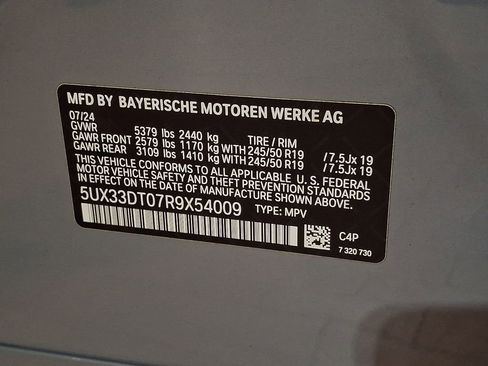 MFD BY BAYERISCHE MOTOREN WERKE AG
07/24
GVWR 5379 lbs 2440 kg TIRE / RIM
GAWR FRONT 2579 lbs 1170 kg WITH 245/50 R19 /7.5Jx 19
GAWR REAR 3109 lbs 1410 kg WITH 245/50 R19 /7.5Jx 19
THIS VEHICLE CONFORMS TO ALL APPLICABLE U.S. FEDERAL
MOTOR VEHICLE SAFETY AND THEFT PREVENTION STANDARDS
IN EFFECT ON THE DATE OF MANUFACTURE SHOWN ABOVE.
5UX33DT07R9X54009 TYPE: MPV
C4P
7 320 730